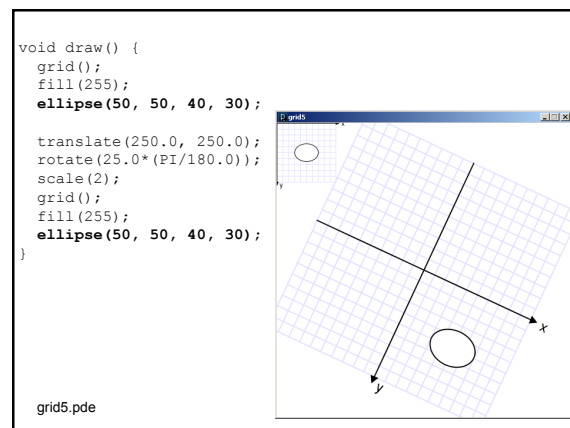 void draw() {
  grid();
  fill(255);
  ellipse(50, 50, 40, 30);
  translate(250.0, 250.0);
  rotate(25.0*(PI/180.0));
  scale(2);
  grid();
  fill(255);
  ellipse(50, 50, 40, 30);
}
grid5
x
y
x
y
grid5.pde